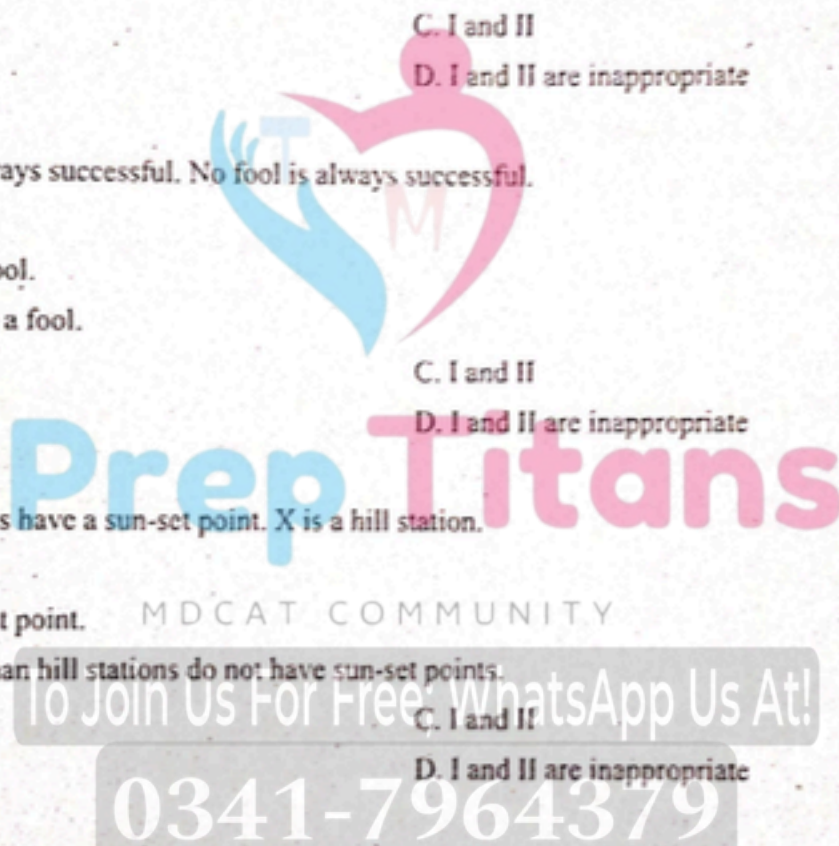 C. I and II
D. I and II are inappropriate
ays successful. No fool is always successful.
ool.
a fool.
C. I and II
D. I and II are inappropriate
s have a sun-set point. X is a hill station.
t point.
an hill stations do not have sun-set points.
C. I and II
D. I and II are inappropriate
T
M
Prep Titans
MDCAT COMMUNITY
To Join Us For Free; WhatsApp Us At!
0341-7964379